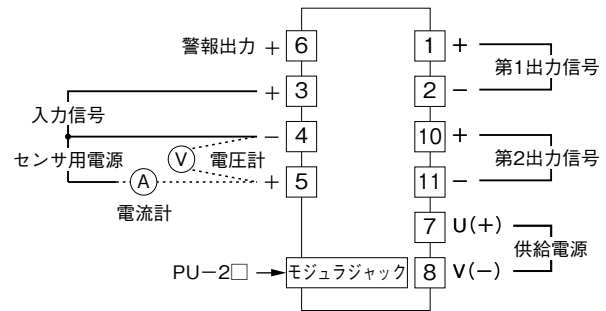 警報出力 + 6
1 + 第1出力信号
+ 3
2 −
入力信号
− 4
10 + 第2出力信号
センサ用電源 V 電圧計
A + 5
11 −
電流計
7 U(+) 供給電源
PU−2□ モジュラジャック 8 V(−)